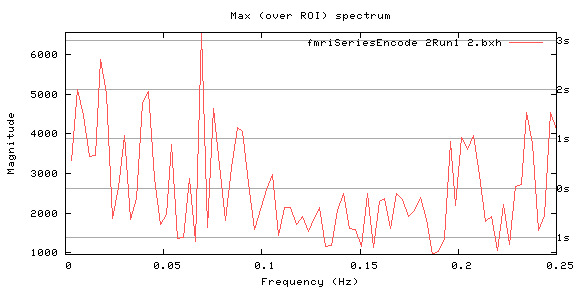 Max (over ROI) spectrum
fmriSeriesEncode 2Run1 2.bxh
Magnitude
6000
5000
4000
3000
2000
1000
3s
2s
1s
0s
1s
0
0.05
0.1
0.15
0.2
0.25
Frequency (Hz)